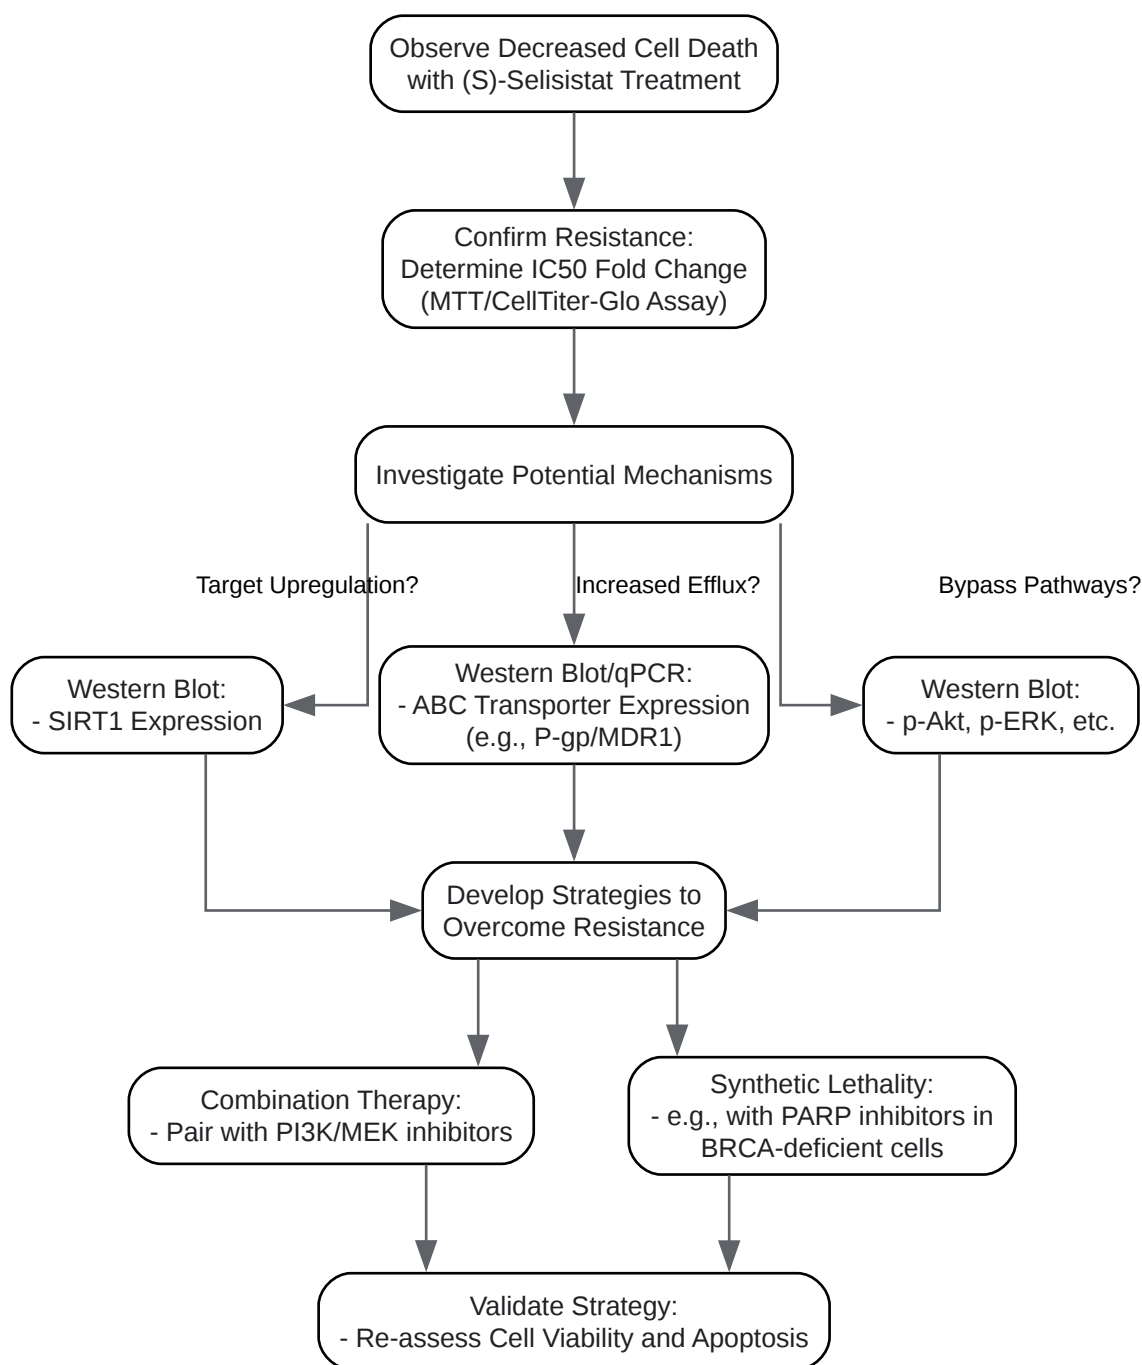 Observe Decreased Cell Death
with (S)-Selisistat Treatment
Confirm Resistance:
Determine IC50 Fold Change
(MTT/CellTiter-Glo Assay)
Investigate Potential Mechanisms
Target Upregulation?
Increased Efflux?
Bypass Pathways?
Western Blot:
- SIRT1 Expression
Western Blot/qPCR:
- ABC Transporter Expression
(e.g., P-gp/MDR1)
Western Blot:
- p-Akt, p-ERK, etc.
Develop Strategies to
Overcome Resistance
Combination Therapy:
- Pair with PI3K/MEK inhibitors
Synthetic Lethality:
- e.g., with PARP inhibitors in
BRCA-deficient cells
Validate Strategy:
- Re-assess Cell Viability and Apoptosis